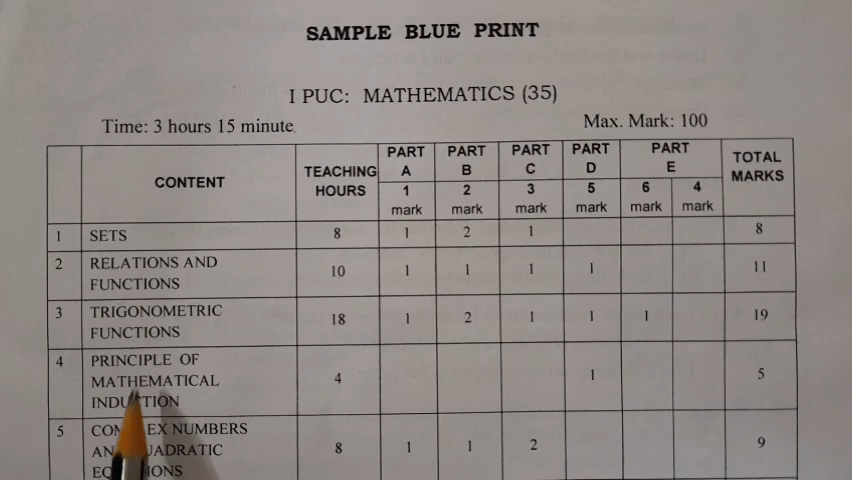 SAMPLE BLUE PRINT
I PUC: MATHEMATICS (35)
Time: 3 hours 15 minute
Max. Mark: 100
CONTENT
TEACHING HOURS
PART A
1 mark
PART B
2 mark
PART C
3 mark
PART D
5 mark
PART E
6 mark
4 mark
TOTAL MARKS
1 SETS 8 1 2 1 8
2 RELATIONS AND
FUNCTIONS 10 1 1 1 1 11
3 TRIGONOMETRIC
FUNCTIONS 18 1 2 1 1 1 19
4 PRINCIPLE OF
MATHEMATICAL 4 1 5
INDUCTION
5 NUMBERS
8 1 1 2 9